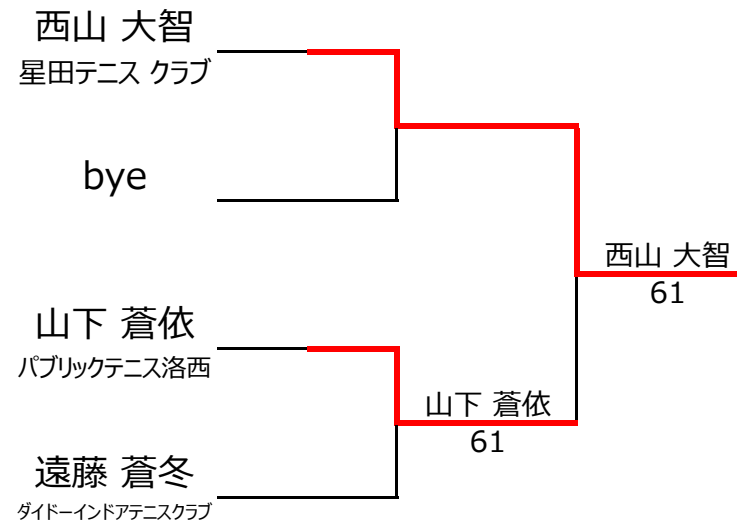 西山 大智
星田テニス クラブ
bye
西山 大智
61
山下 蒼依
パブリックテニス洛西
山下 蒼依
61
遠藤 蒼冬
ダイドーインドアテニスクラブ